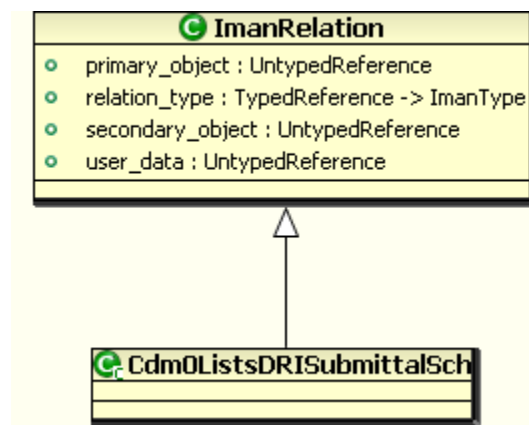 ImanRelation
primary_object : UntypedReference
relation_type : TypedReference -> ImanType
secondary_object : UntypedReference
user_data : UntypedReference
Cdm0ListsDRISubmittalSch